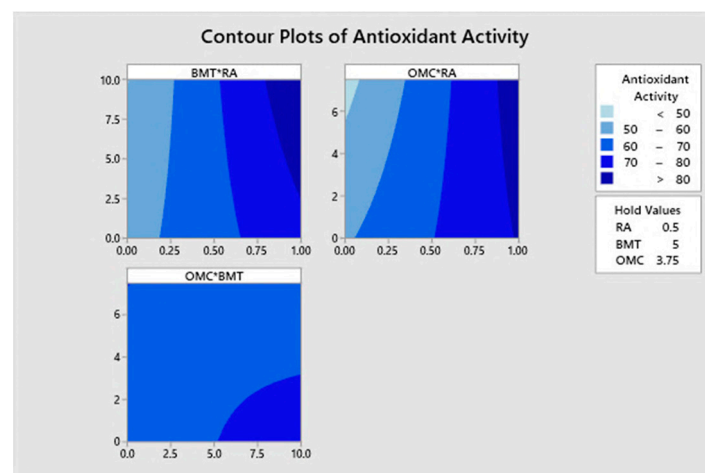 Contour Plots of Antioxidant Activity
BMT*RA
10.0
7.5
5.0
2.5
0.0
0.00 0.25 0.50 0.75 1.00
OMC*RA
6
4
2
0
0.00 0.25 0.50 0.75 1.00
OMC*BMT
6
4
2
0
0.0 2.5 5.0 7.5 10.0
Antioxidant
Activity
< 50
50 – 60
60 – 70
70 – 80
> 80
Hold Values
RA 0.5
BMT 5
OMC 3.75